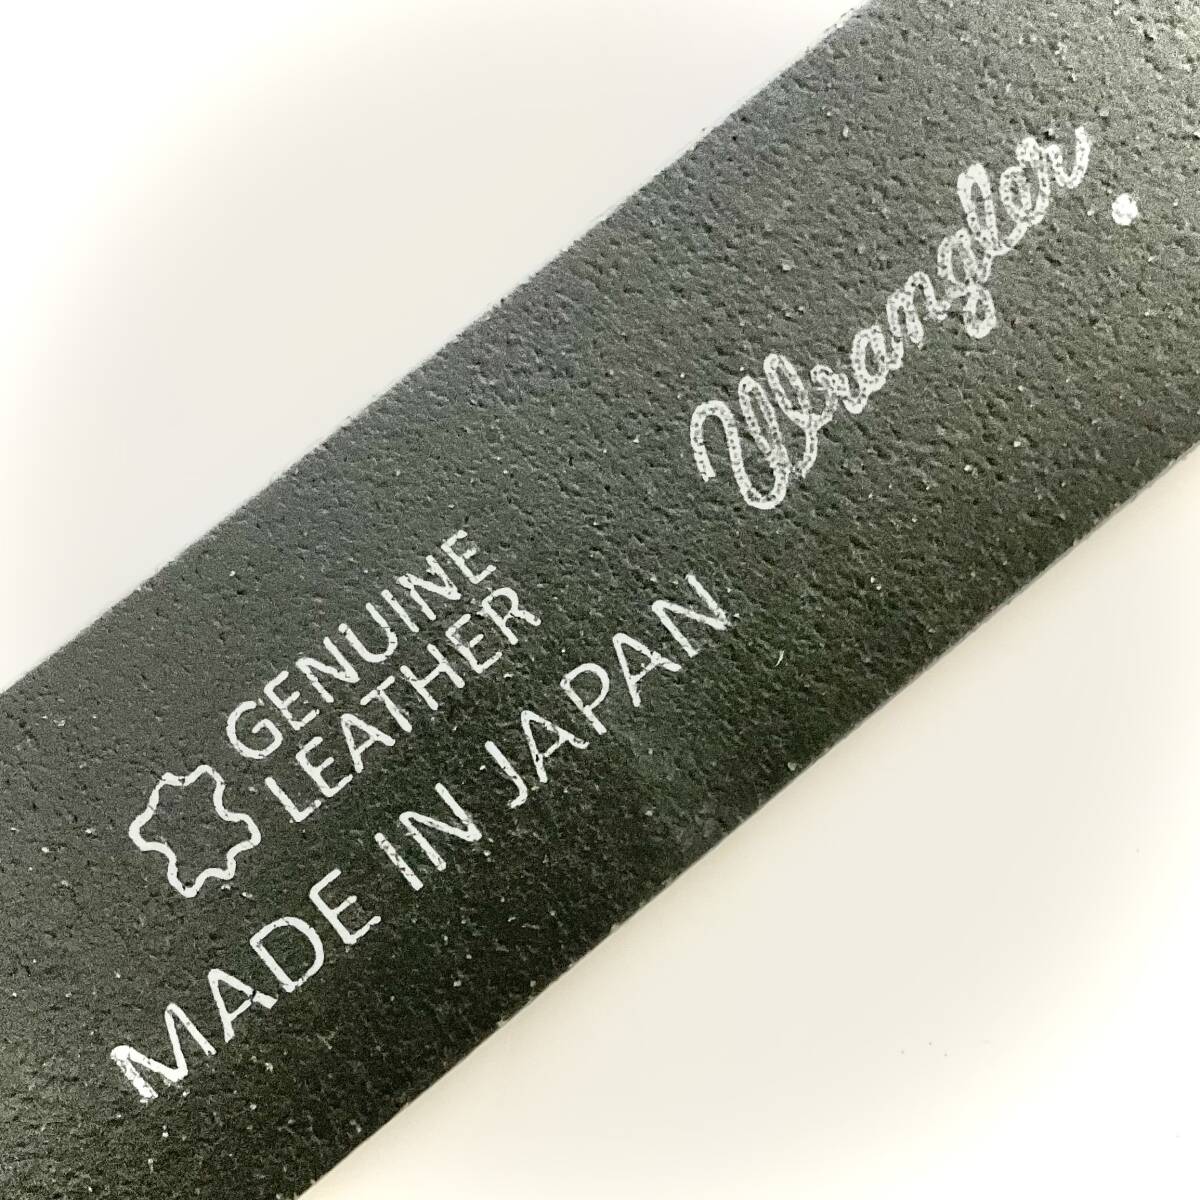 GENUINE
LEATHER
MADE IN JAPAN
Wrangler.